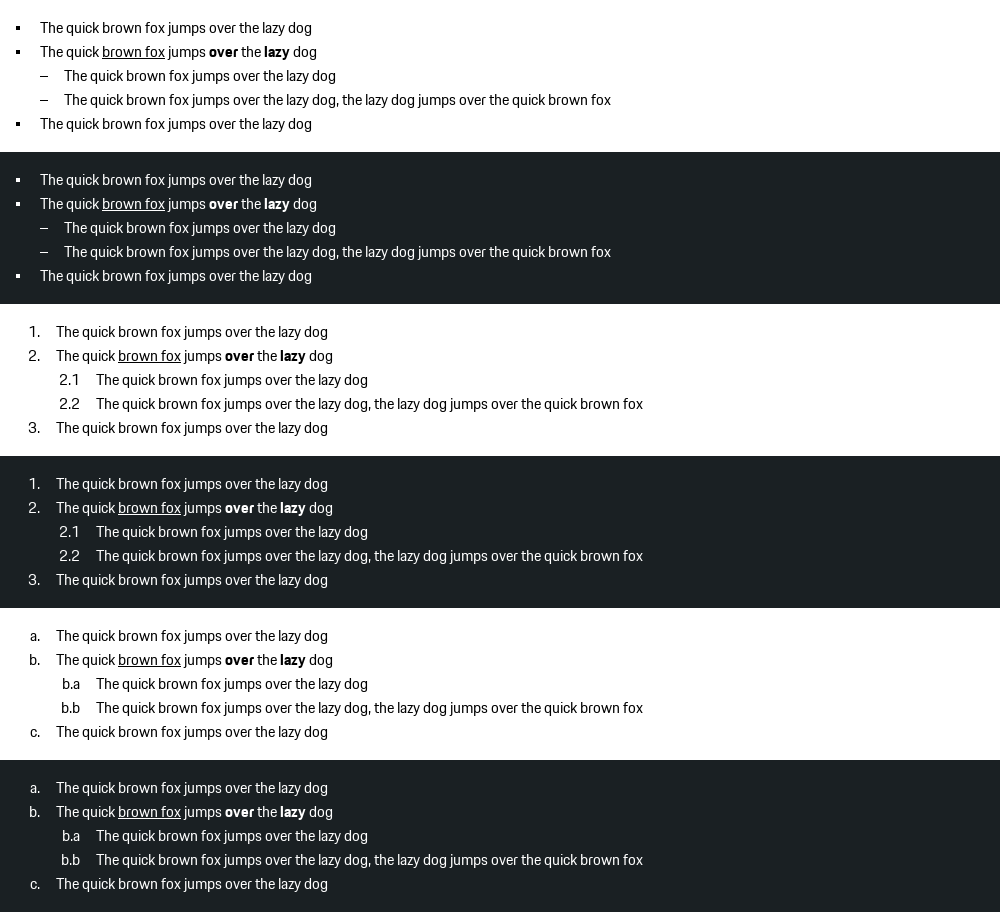 ▪ The quick brown fox jumps over the lazy dog
▪ The quick brown fox jumps over the lazy dog
– The quick brown fox jumps over the lazy dog
– The quick brown fox jumps over the lazy dog, the lazy dog jumps over the quick brown fox
▪ The quick brown fox jumps over the lazy dog
▪ The quick brown fox jumps over the lazy dog
▪ The quick brown fox jumps over the lazy dog
– The quick brown fox jumps over the lazy dog
– The quick brown fox jumps over the lazy dog, the lazy dog jumps over the quick brown fox
▪ The quick brown fox jumps over the lazy dog
1. The quick brown fox jumps over the lazy dog
2. The quick brown fox jumps over the lazy dog
2.1 The quick brown fox jumps over the lazy dog
2.2 The quick brown fox jumps over the lazy dog, the lazy dog jumps over the quick brown fox
3. The quick brown fox jumps over the lazy dog
1. The quick brown fox jumps over the lazy dog
2. The quick brown fox jumps over the lazy dog
2.1 The quick brown fox jumps over the lazy dog
2.2 The quick brown fox jumps over the lazy dog, the lazy dog jumps over the quick brown fox
3. The quick brown fox jumps over the lazy dog
a. The quick brown fox jumps over the lazy dog
b. The quick brown fox jumps over the lazy dog
b.a The quick brown fox jumps over the lazy dog
b.b The quick brown fox jumps over the lazy dog, the lazy dog jumps over the quick brown fox
c. The quick brown fox jumps over the lazy dog
a. The quick brown fox jumps over the lazy dog
b. The quick brown fox jumps over the lazy dog
b.a The quick brown fox jumps over the lazy dog
b.b The quick brown fox jumps over the lazy dog, the lazy dog jumps over the quick brown fox
c. The quick brown fox jumps over the lazy dog